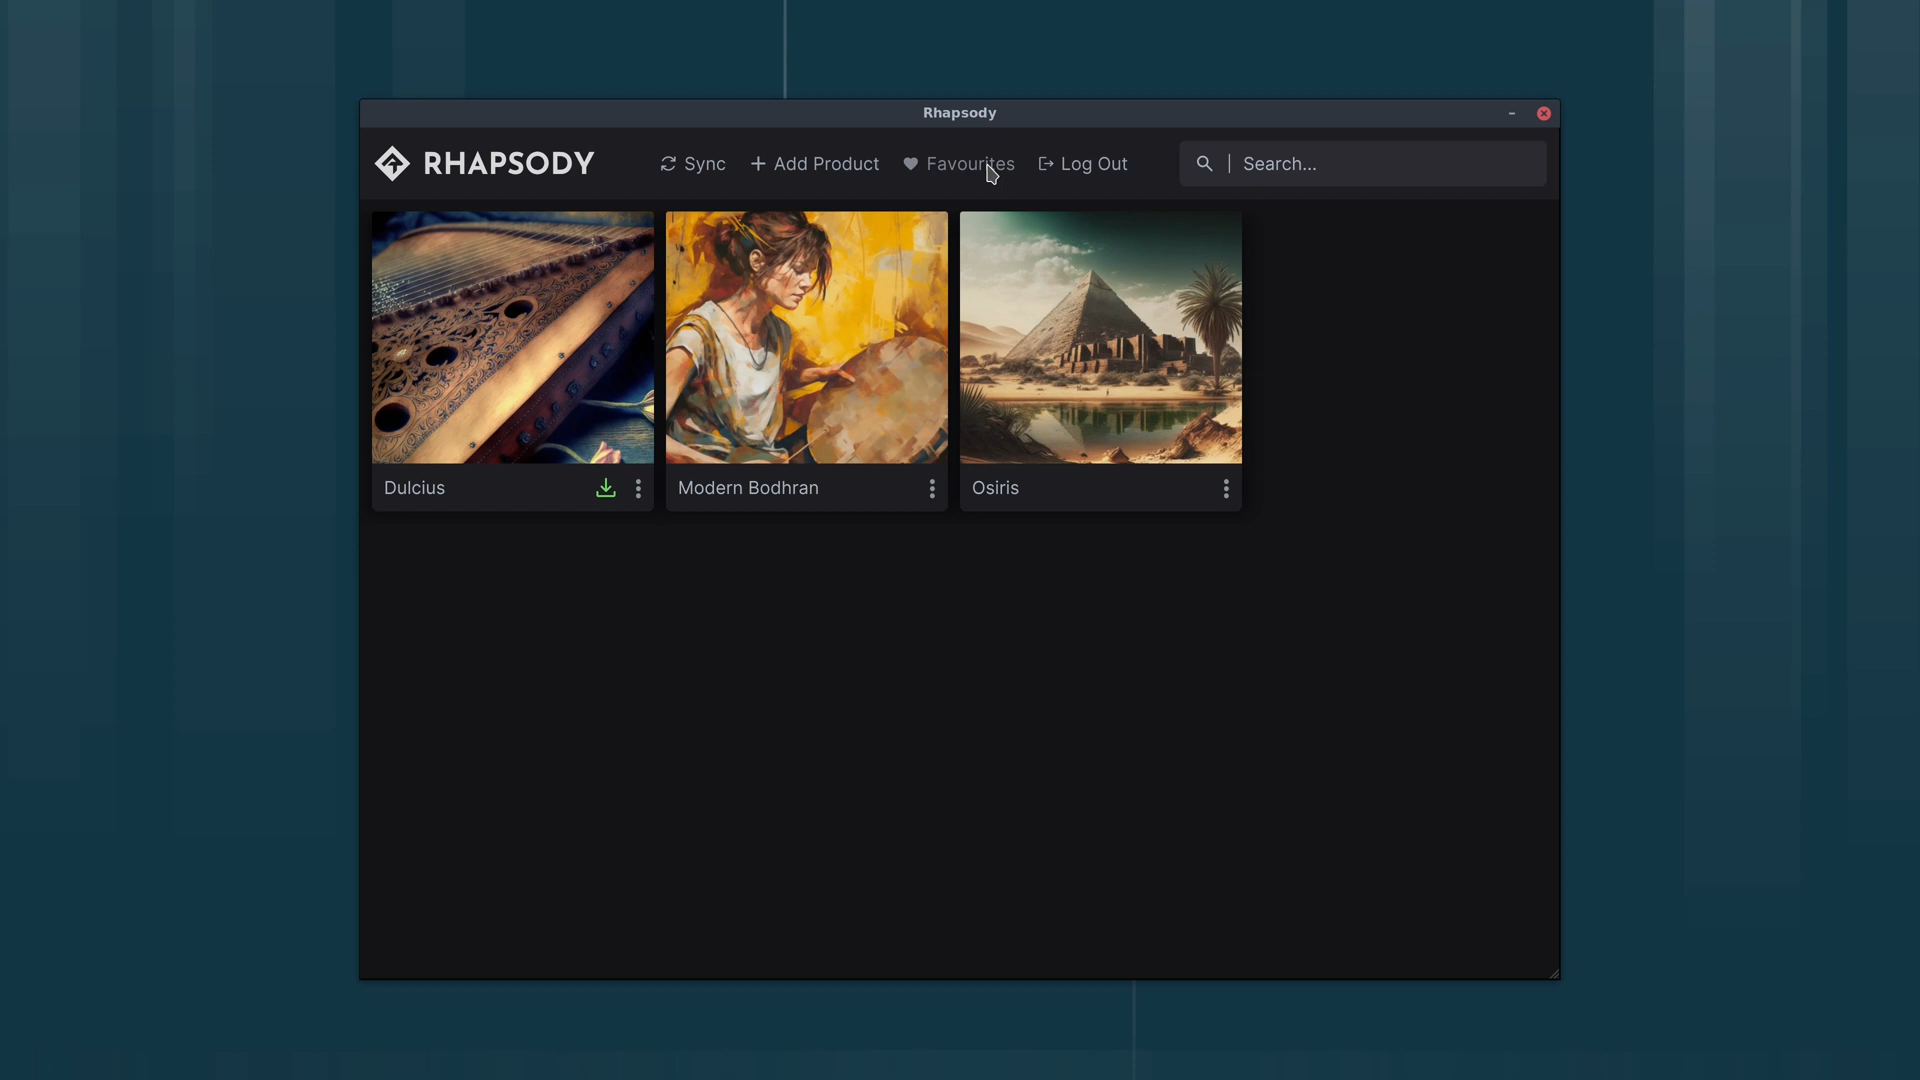 Rhapsody
RHAPSODY
Sync
Add Product
Favourites
Log Out
Search...
Dulcius
Modern Bodhran
Osiris